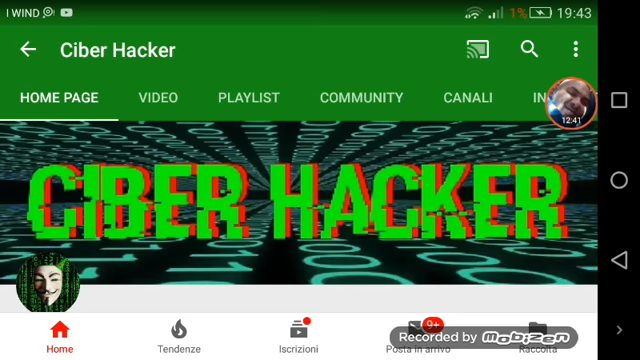 I WIND 1% 19:43
Ciber Hacker
HOME PAGE VIDEO PLAYLIST COMMUNITY CANALI IN
12:41
CIBER HACKER
9+
Home Tendenze Iscrizioni Posta in arrivo Raccolta
Recorded by Mobizen